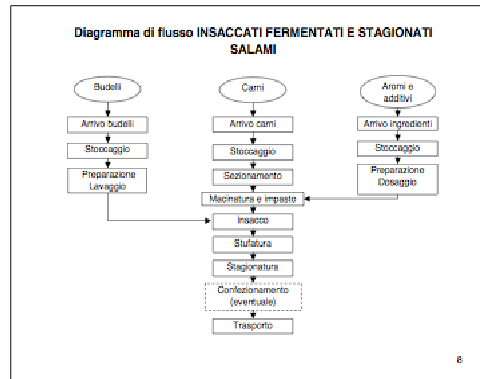 Diagramma di flusso INSACCATI FERMENTATI E STAGIONATI
SALAMI
Budelli
Carni
Aromi e
additivi
Arrivo budelli
Arrivo carni
Arrivo ingredienti
Stoccaggio
Stoccaggio
Stoccaggio
Preparazione
Lavaggio
Sezionamento
Preparazione
Dosaggio
Macinatura e impasto
Insacco
Stufatura
Stagionatura
Confezionamento
(eventuale)
Trasporto
8